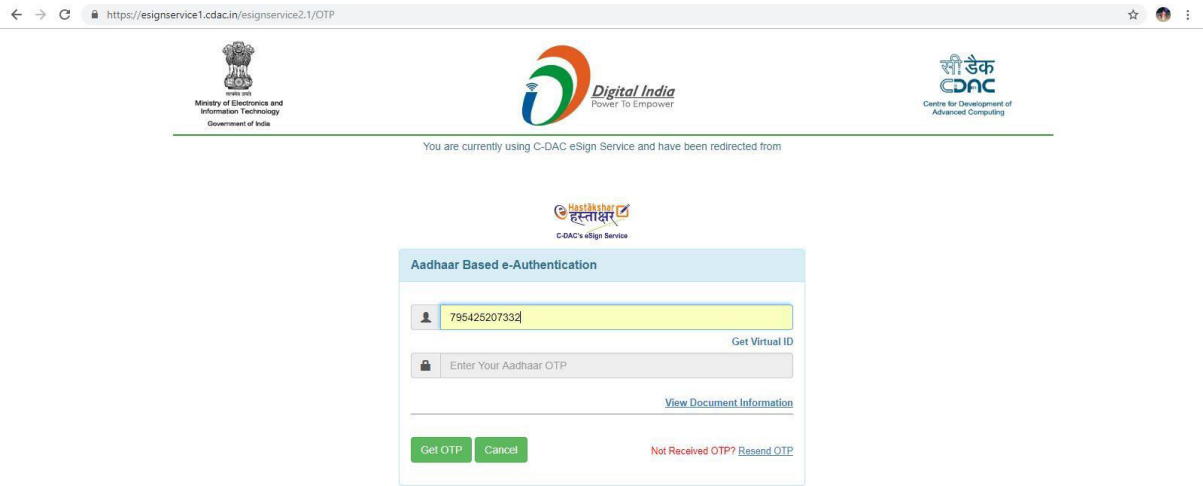 https://esignservice1.cdac.in/esignservice2.1/OTP
सत्यमेव जयते
Ministry of Electronics and
Information Technology
Government of India
Digital India
Power To Empower
सी डैक
CDAC
Centre for Development of
Advanced Computing
You are currently using C-DAC eSign Service and have been redirected from
e Hastākshar
हस्ताक्षर
C-DAC's eSign Service
Aadhaar Based e-Authentication
795425207332
Get Virtual ID
Enter Your Aadhaar OTP
View Document Information
Get OTP Cancel Not Received OTP? Resend OTP